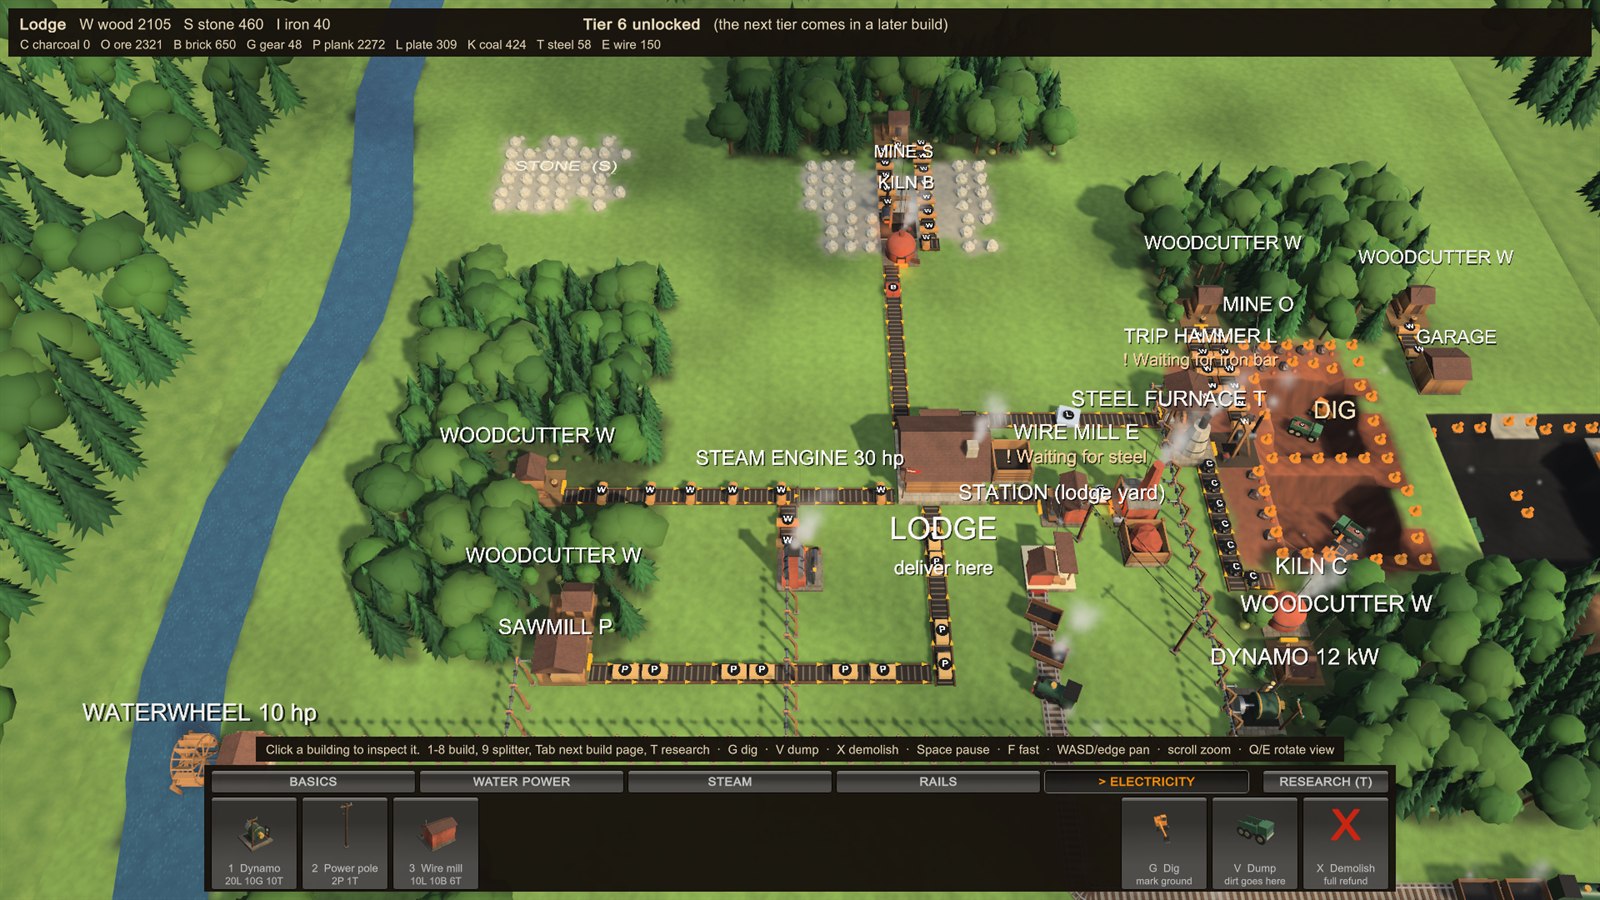 Lodge W wood 2105 S stone 460 I iron 40
Tier 6 unlocked (the next tier comes in a later build)
C charcoal 0 O ore 2321 B brick 650 G gear 48 P plank 2272 L plate 309 K coal 424 T steel 58 E wire 150
STONE (S)
MINE S
KILN B
WOODCUTTER W
WOODCUTTER W
MINE O
TRIP HAMMER L
! Waiting for iron bar
GARAGE
STEEL FURNACE T
DIG
WIRE MILL E
! Waiting for steel
WOODCUTTER W
STEAM ENGINE 30 hp
STATION (lodge yard)
LODGE
deliver here
WOODCUTTER W
KILN C
WOODCUTTER W
SAWMILL P
DYNAMO 12 kW
WATERWHEEL 10 hp
Click a building to inspect it. 1-8 build, 9 splitter, Tab next build page, T research · G dig · V dump · X demolish · Space pause · F fast · WASD/edge pan · scroll zoom · Q/E rotate view
BASICS
WATER POWER
STEAM
RAILS
> ELECTRICITY
RESEARCH (T)
1 Dynamo
20L 10G 10T
2 Power pole
2P 1T
3 Wire mill
10L 10B 6T
G Dig
mark ground
V Dump
dirt goes here
X Demolish
full refund